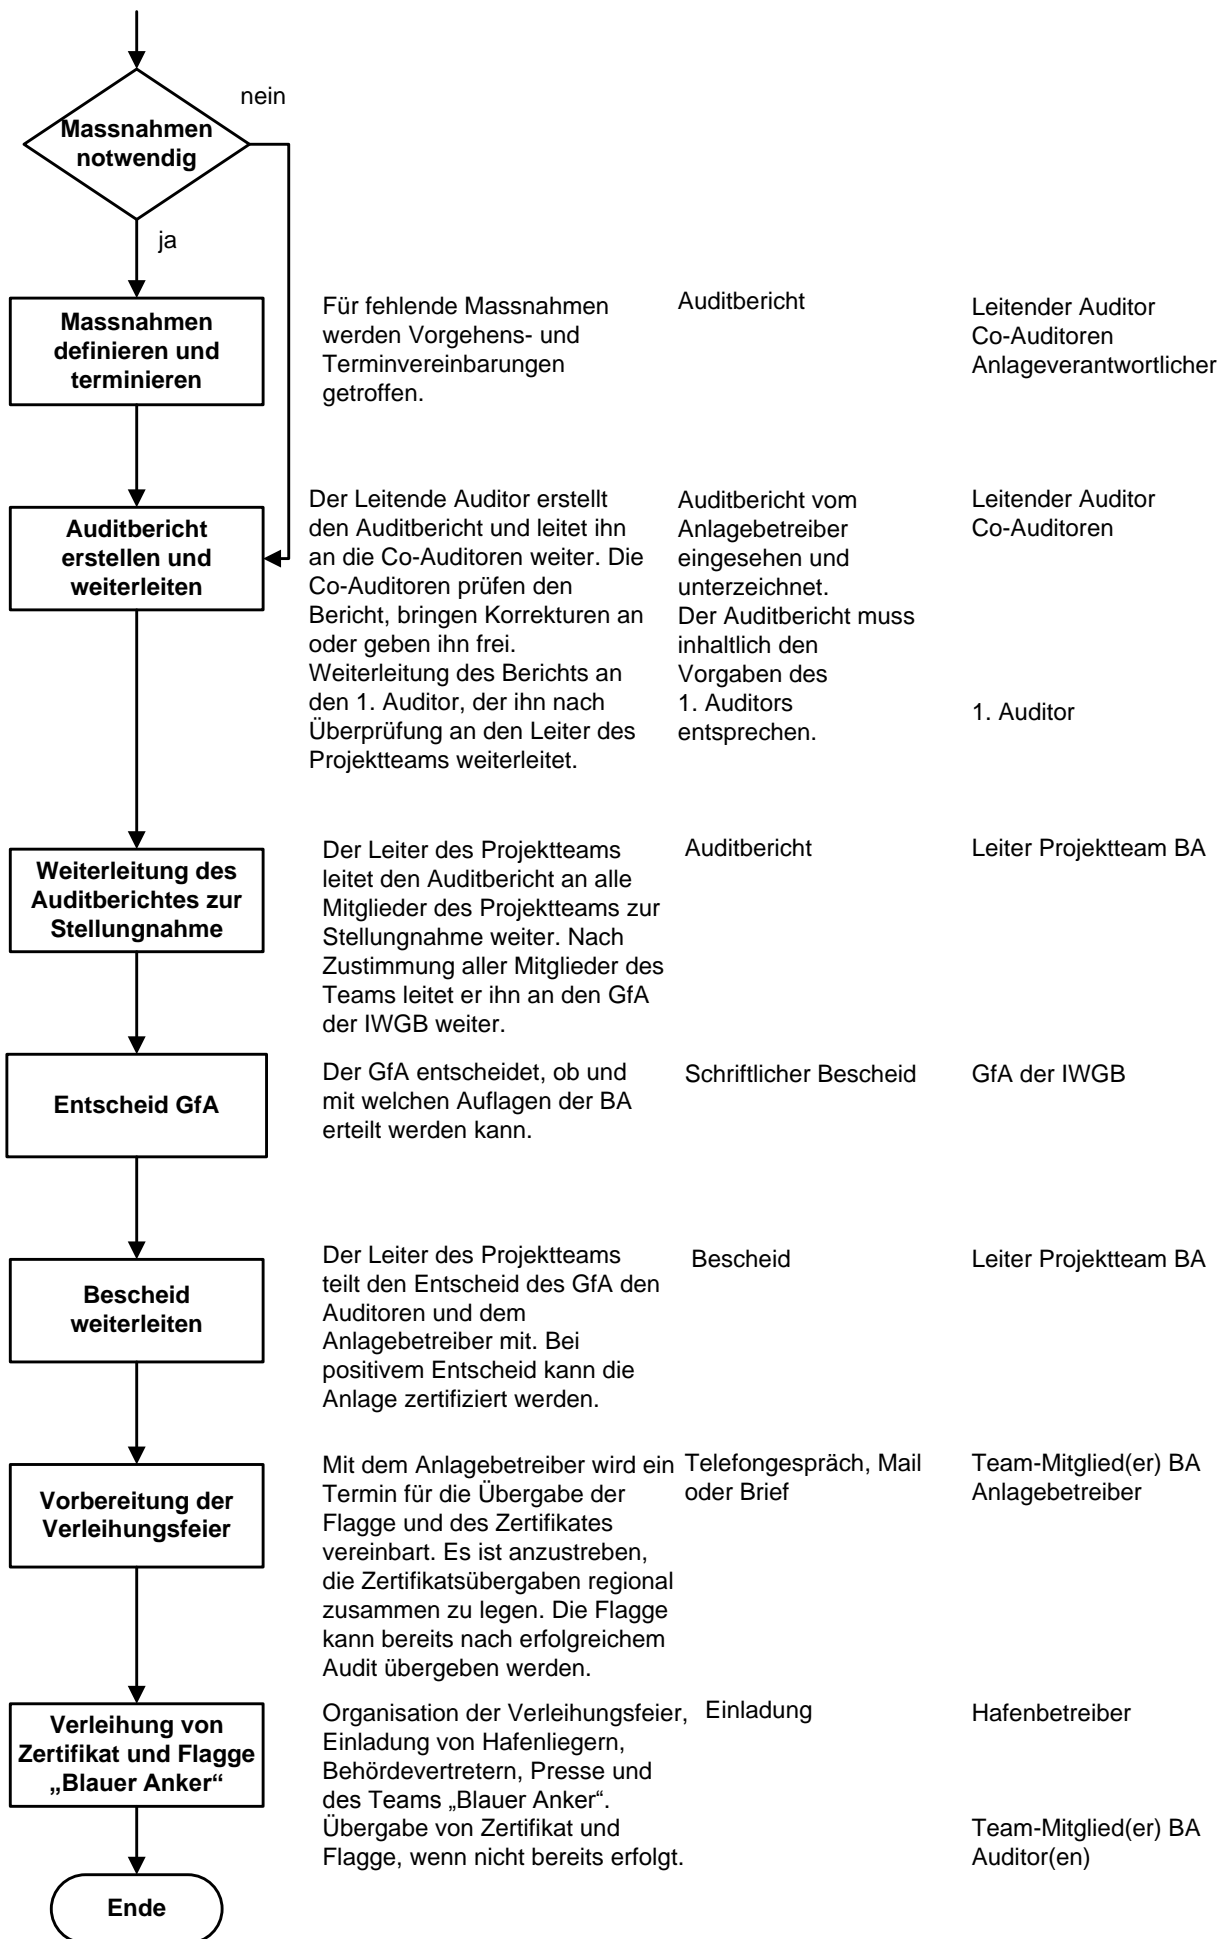 nein
Massnahmen
notwendig
ja
Massnahmen
definieren und
terminieren
Für fehlende Massnahmen
werden Vorgehens- und
Terminvereinbarungen
getroffen.
Auditbericht
Leitender Auditor
Co-Auditoren
Anlageverantwortlicher
Auditbericht
erstellen und
weiterleiten
Der Leitende Auditor erstellt
den Auditbericht und leitet ihn
an die Co-Auditoren weiter. Die
Co-Auditoren prüfen den
Bericht, bringen Korrekturen an
oder geben ihn frei.
Weiterleitung des Berichts an
den 1. Auditor, der ihn nach
Überprüfung an den Leiter des
Projektteams weiterleitet.
Auditbericht vom
Anlagebetreiber
eingesehen und
unterzeichnet.
Der Auditbericht muss
inhaltlich den
Vorgaben des
1. Auditors
entsprechen.
Leitender Auditor
Co-Auditoren
1. Auditor
Weiterleitung des
Auditberichtes zur
Stellungnahme
Der Leiter des Projektteams
leitet den Auditbericht an alle
Mitglieder des Projektteams zur
Stellungnahme weiter. Nach
Zustimmung aller Mitglieder des
Teams leitet er ihn an den GfA
der IWGB weiter.
Auditbericht
Leiter Projektteam BA
Entscheid GfA
Der GfA entscheidet, ob und
mit welchen Auflagen der BA
erteilt werden kann.
Schriftlicher Bescheid
GfA der IWGB
Bescheid
weiterleiten
Der Leiter des Projektteams
teilt den Entscheid des GfA den
Auditoren und dem
Anlagebetreiber mit. Bei
positivem Entscheid kann die
Anlage zertifiziert werden.
Bescheid
Leiter Projektteam BA
Vorbereitung der
Verleihungsfeier
Mit dem Anlagebetreiber wird ein
Termin für die Übergabe der
Flagge und des Zertifikates
vereinbart. Es ist anzustreben,
die Zertifikatsübergaben regional
zusammen zu legen. Die Flagge
kann bereits nach erfolgreichem
Audit übergeben werden.
Telefongespräch, Mail
oder Brief
Team-Mitglied(er) BA
Anlagebetreiber
Verleihung von
Zertifikat und Flagge
„Blauer Anker“
Organisation der Verleihungsfeier,
Einladung von Hafenliegern,
Behördevertretern, Presse und
des Teams „Blauer Anker“.
Übergabe von Zertifikat und
Flagge, wenn nicht bereits erfolgt.
Einladung
Hafenbetreiber
Team-Mitglied(er) BA
Auditor(en)
Ende